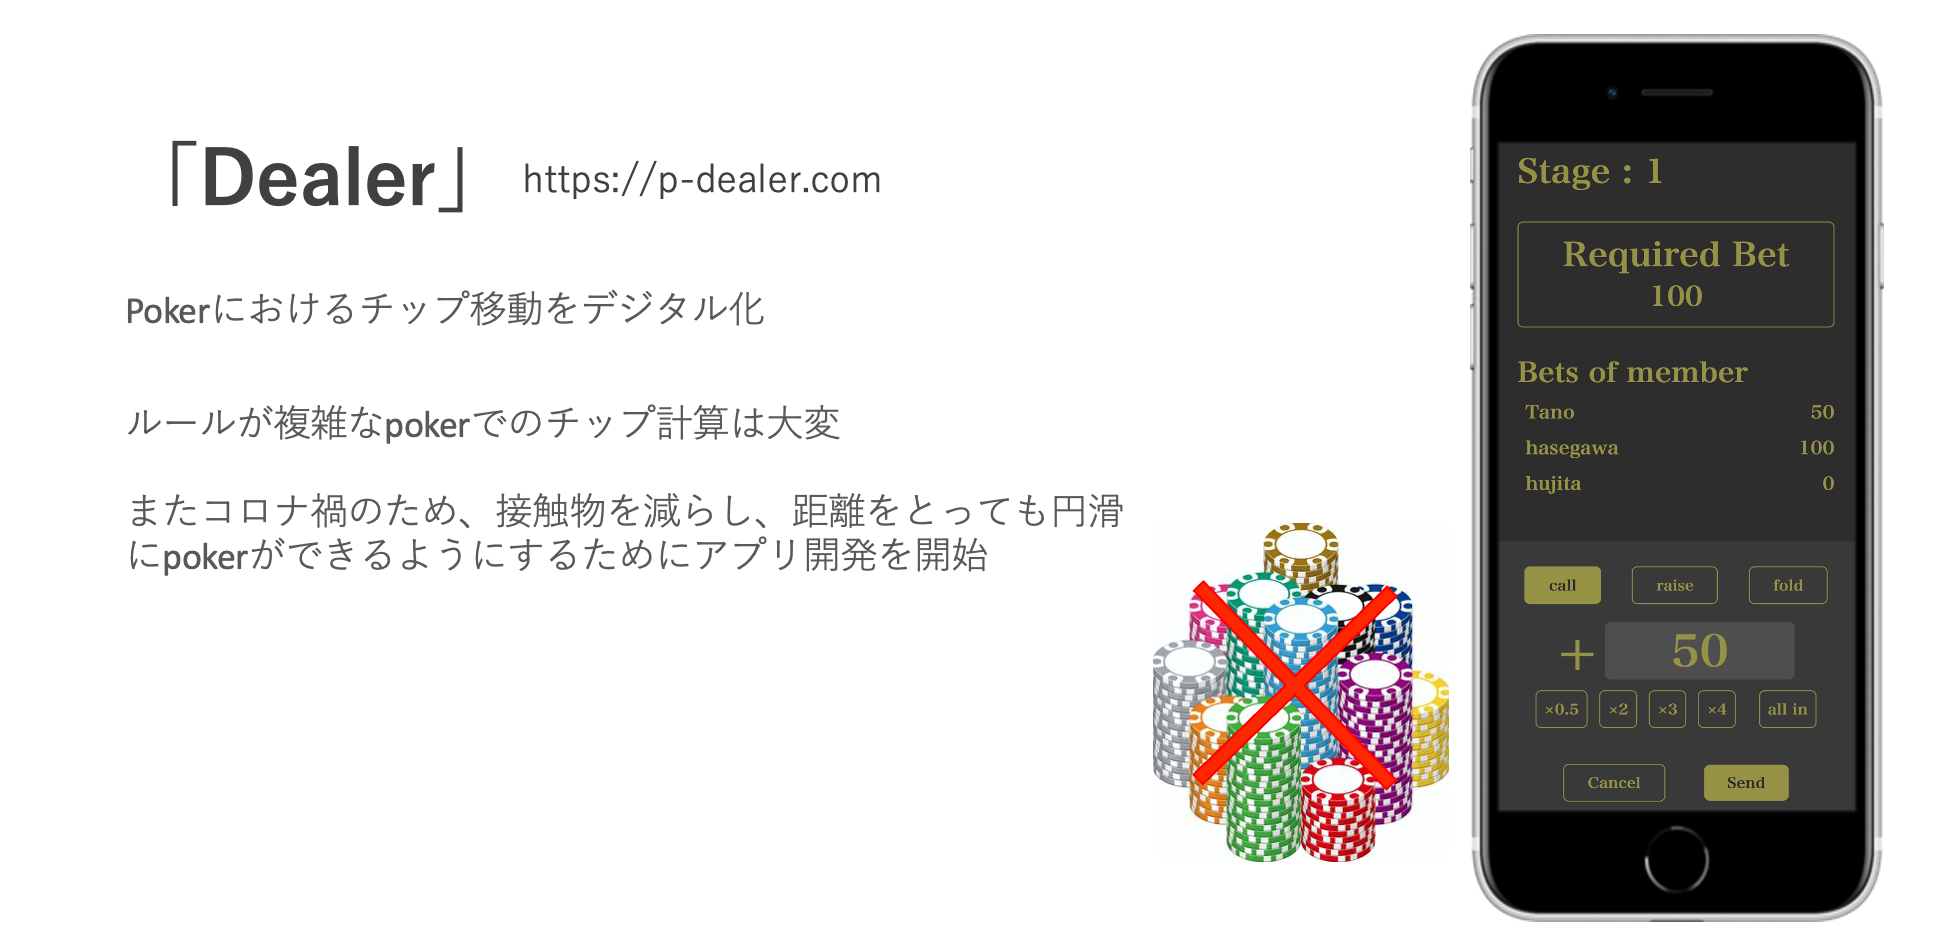 「Dealer」 https://p-dealer.com
Pokerにおけるチップ移動をデジタル化
ルールが複雑なpokerでのチップ計算は大変
またコロナ禍のため、接触物を減らし、距離をとっても円滑
にpokerができるようにするためにアプリ開発を開始
Stage : 1
Required Bet
100
Bets of member
Tano 50
hasegawa 100
hujita 0
call raise fold
+ 50
×0.5 ×2 ×3 ×4 all in
Cancel Send